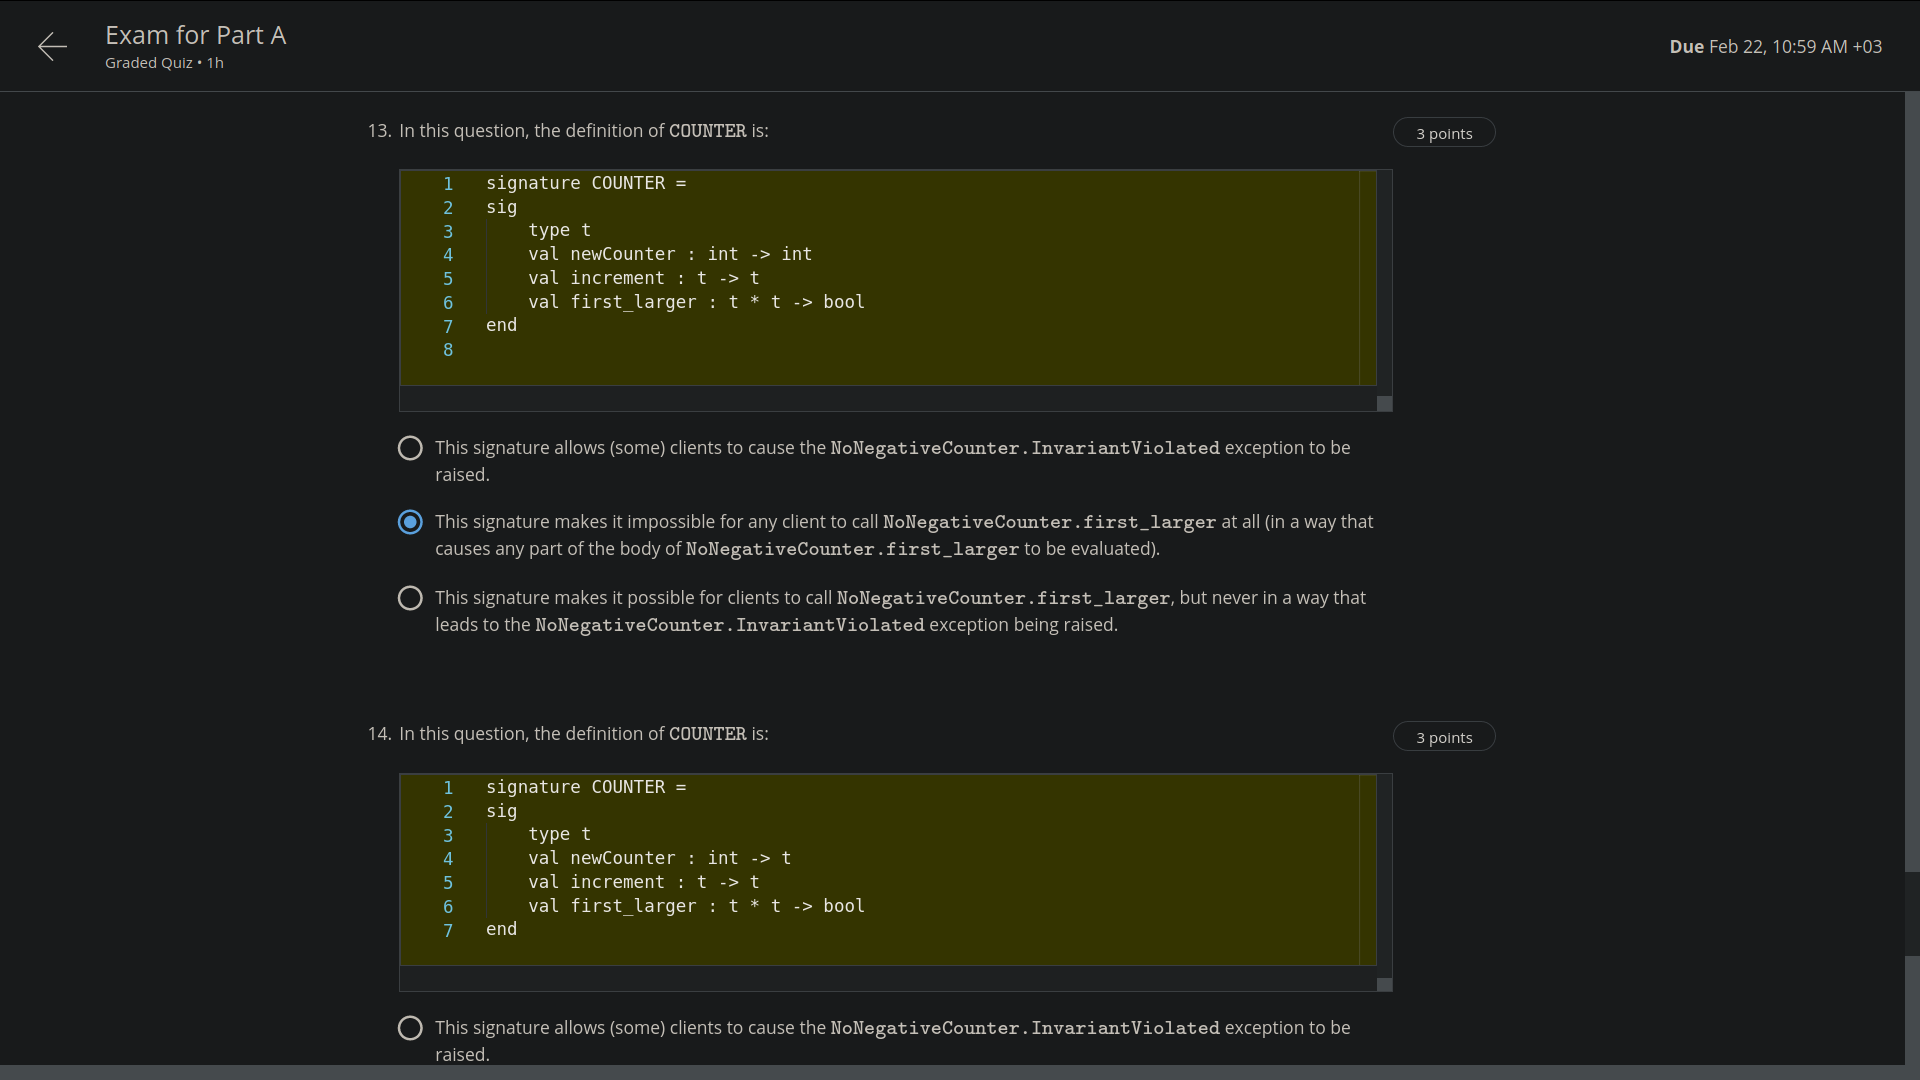 Exam for Part A
Graded Quiz • 1h
Due Feb 22, 10:59 AM +03
13. In this question, the definition of COUNTER is:
3 points
1 signature COUNTER =
2 sig
3 type t
4 val newCounter : int -> int
5 val increment : t -> t
6 val first_larger : t * t -> bool
7 end
8
This signature allows (some) clients to cause the NoNegativeCounter.InvariantViolated exception to be
raised.
This signature makes it impossible for any client to call NoNegativeCounter.first_larger at all (in a way that
causes any part of the body of NoNegativeCounter.first_larger to be evaluated).
This signature makes it possible for clients to call NoNegativeCounter.first_larger, but never in a way that
leads to the NoNegativeCounter.InvariantViolated exception being raised.
14. In this question, the definition of COUNTER is:
3 points
1 signature COUNTER =
2 sig
3 type t
4 val newCounter : int -> t
5 val increment : t -> t
6 val first_larger : t * t -> bool
7 end
This signature allows (some) clients to cause the NoNegativeCounter.InvariantViolated exception to be
raised.